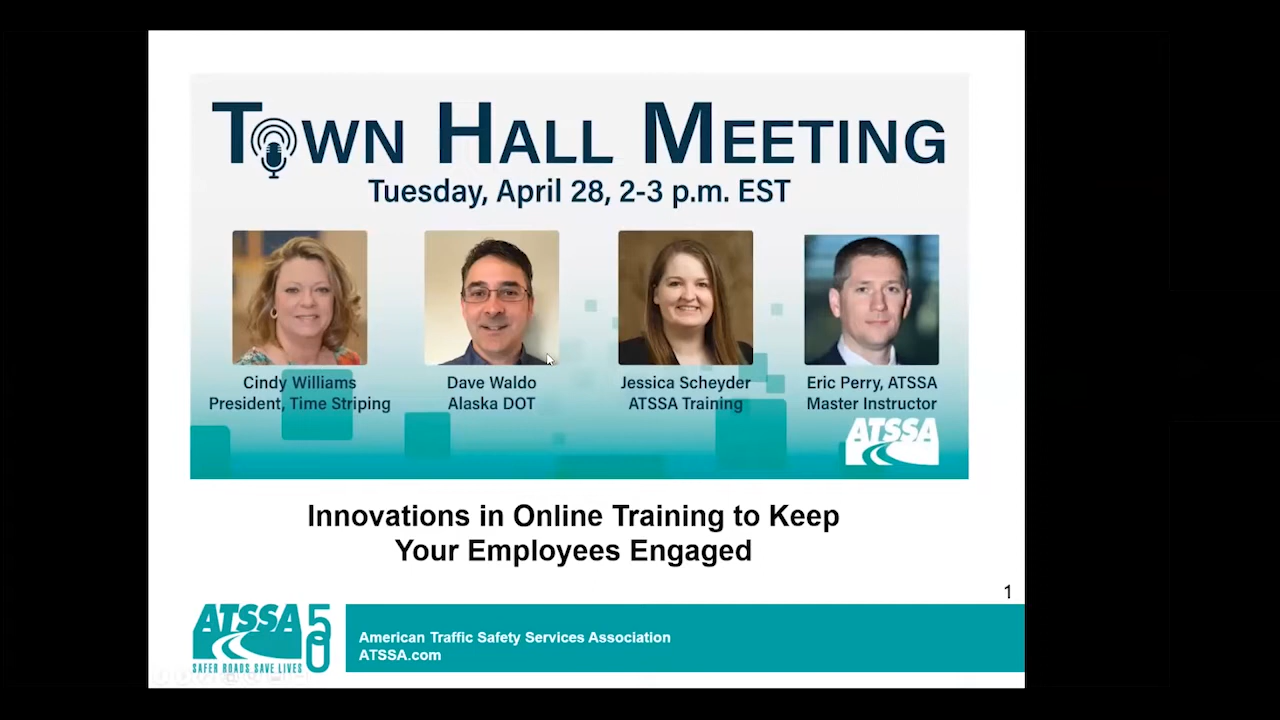 TOWN HALL MEETING
Tuesday, April 28, 2-3 p.m. EST
Cindy Williams
President, Time Striping
Dave Waldo
Alaska DOT
Jessica Scheyder
ATSSA Training
Eric Perry, ATSSA
Master Instructor
ATSSA
Innovations in Online Training to Keep
Your Employees Engaged
1
ATSSA 50
SAFER ROADS SAVE LIVES
American Traffic Safety Services Association
ATSSA.com